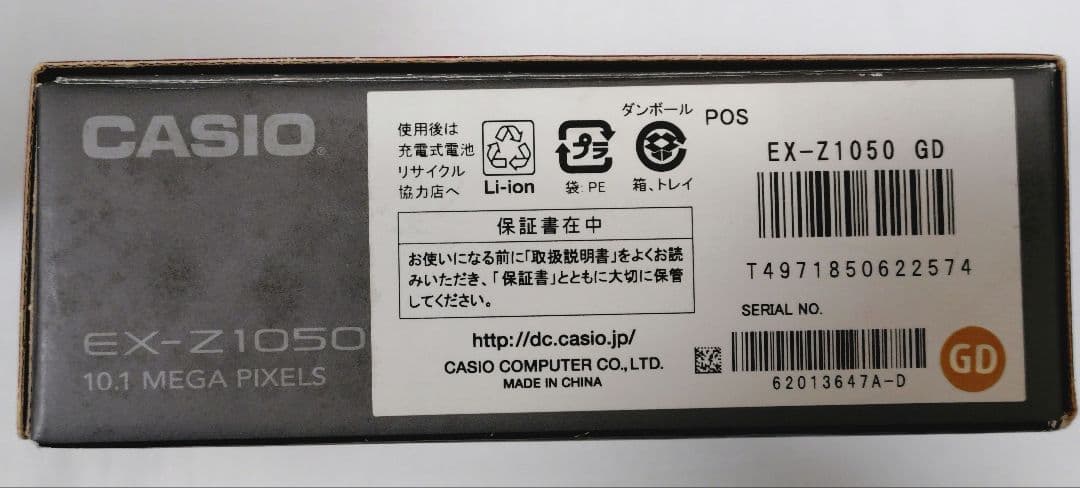 CASIO
EX-Z1050
10.1 MEGA PIXELS
使用後は
充電式電池
リサイクル
協力店へ
Li-ion
プラ
袋: PE
ダンボール
箱、トレイ
POS
保証書在中
お使いになる前に「取扱説明書」をよくお読
みいただき、「保証書」とともに大切に保管
してください。
http://dc.casio.jp/
CASIO COMPUTER CO., LTD.
MADE IN CHINA
EX-Z1050 GD
T4971850622574
SERIAL NO.
62013647A-D
GD